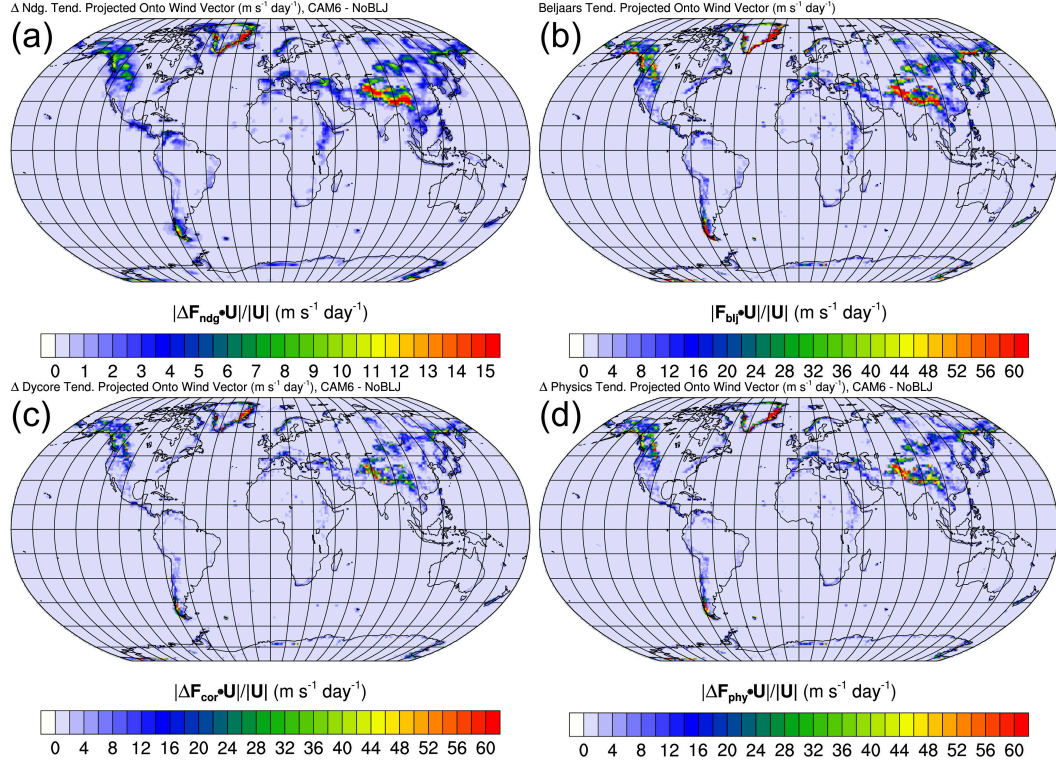 Δ Ndg. Tend. Projected Onto Wind Vector (m s⁻¹ day⁻¹), CAM6 - NoBLJ
(a)
|ΔF_ndg•U|/|U| (m s⁻¹ day⁻¹)
0 1 2 3 4 5 6 7 8 9 10 11 12 13 14 15
Beljaars Tend. Projected Onto Wind Vector (m s⁻¹ day⁻¹)
(b)
|F_blj•U|/|U| (m s⁻¹ day⁻¹)
0 4 8 12 16 20 24 28 32 36 40 44 48 52 56 60
Δ Dycore Tend. Projected Onto Wind Vector (m s⁻¹ day⁻¹), CAM6 - NoBLJ
(c)
|ΔF_cor•U|/|U| (m s⁻¹ day⁻¹)
0 4 8 12 16 20 24 28 32 36 40 44 48 52 56 60
Δ Physics Tend. Projected Onto Wind Vector (m s⁻¹ day⁻¹), CAM6 - NoBLJ
(d)
|ΔF_phy•U|/|U| (m s⁻¹ day⁻¹)
0 4 8 12 16 20 24 28 32 36 40 44 48 52 56 60